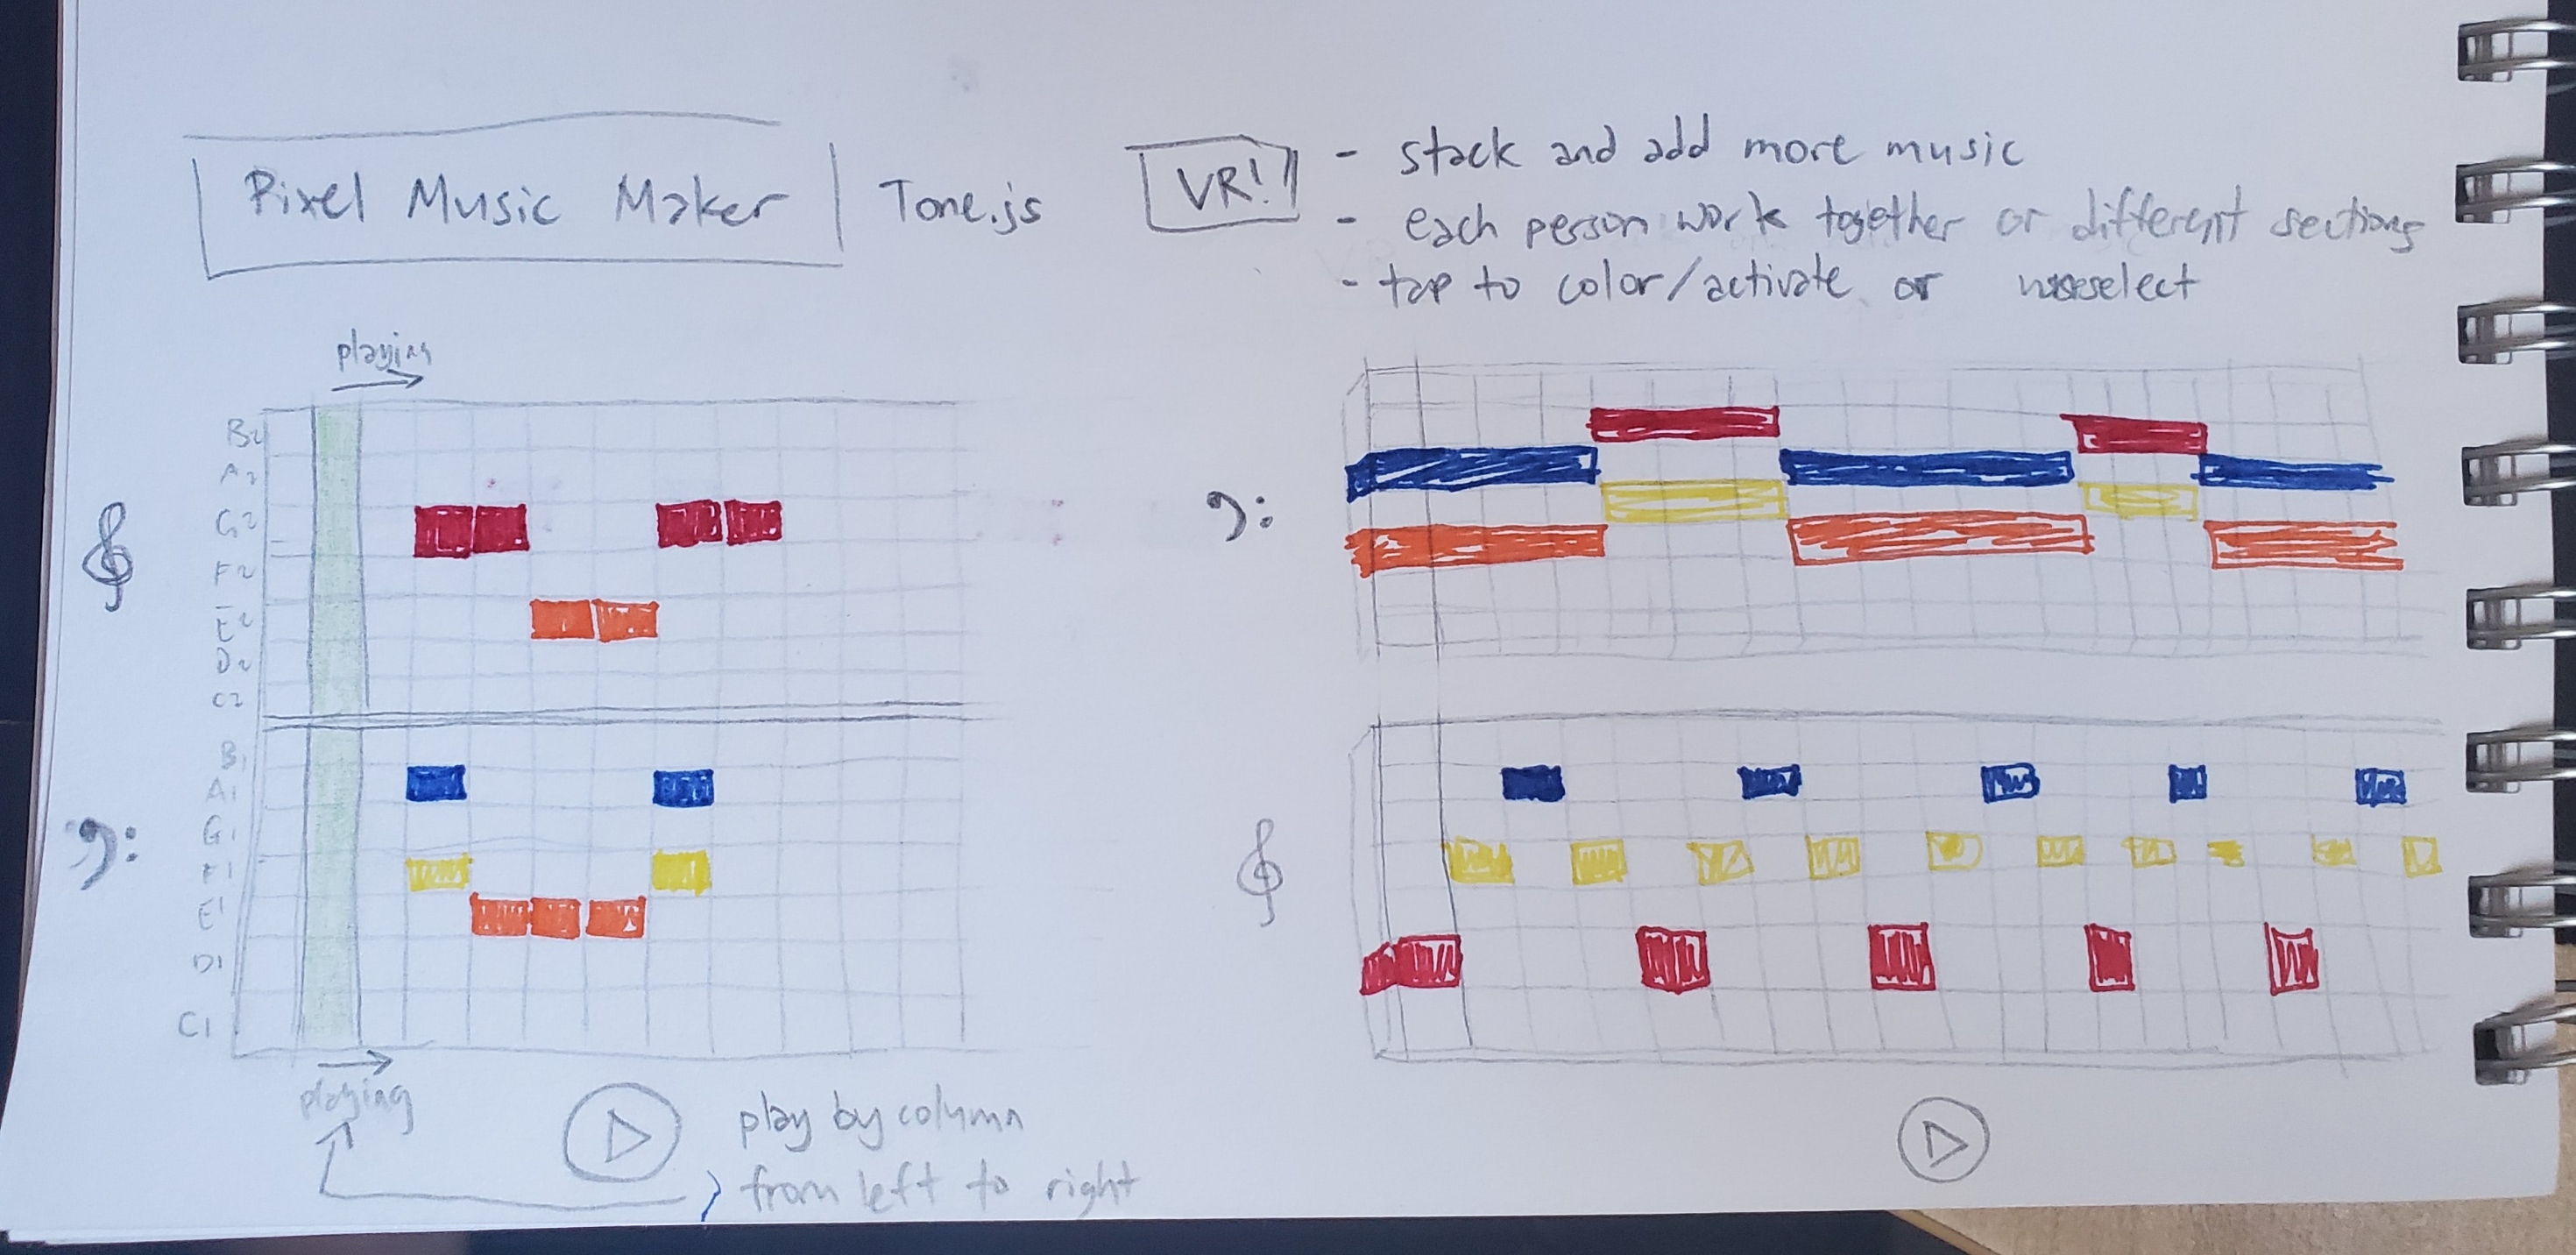 Pixel Music Maker
Tone.js
VR!
- stack and add more music
- each person work together or different sections
- tap to color/activate or select
playing
B2
A2
G2
F2
E2
D2
C2
B1
A1
G1
F1
E1
D1
C1
playing
play by column
from left to right